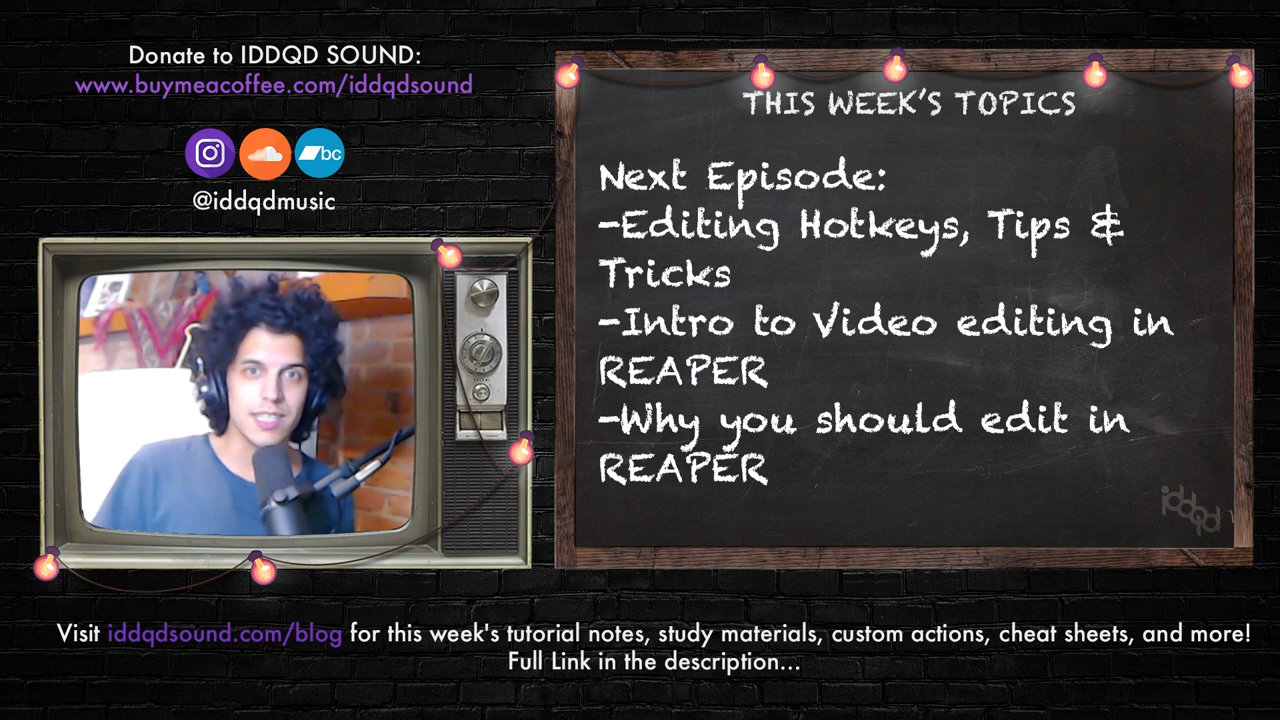 Donate to IDDQD SOUND:
www.buymeacoffee.com/iddqdsound
bc
@iddqdmusic
THIS WEEK'S TOPICS
Next Episode:
-Editing Hotkeys, Tips &
Tricks
-Intro to Video editing in
REAPER
-Why you should edit in
REAPER
iddqd
Visit iddqdsound.com/blog for this week's tutorial notes, study materials, custom actions, cheat sheets, and more!
Full Link in the description...